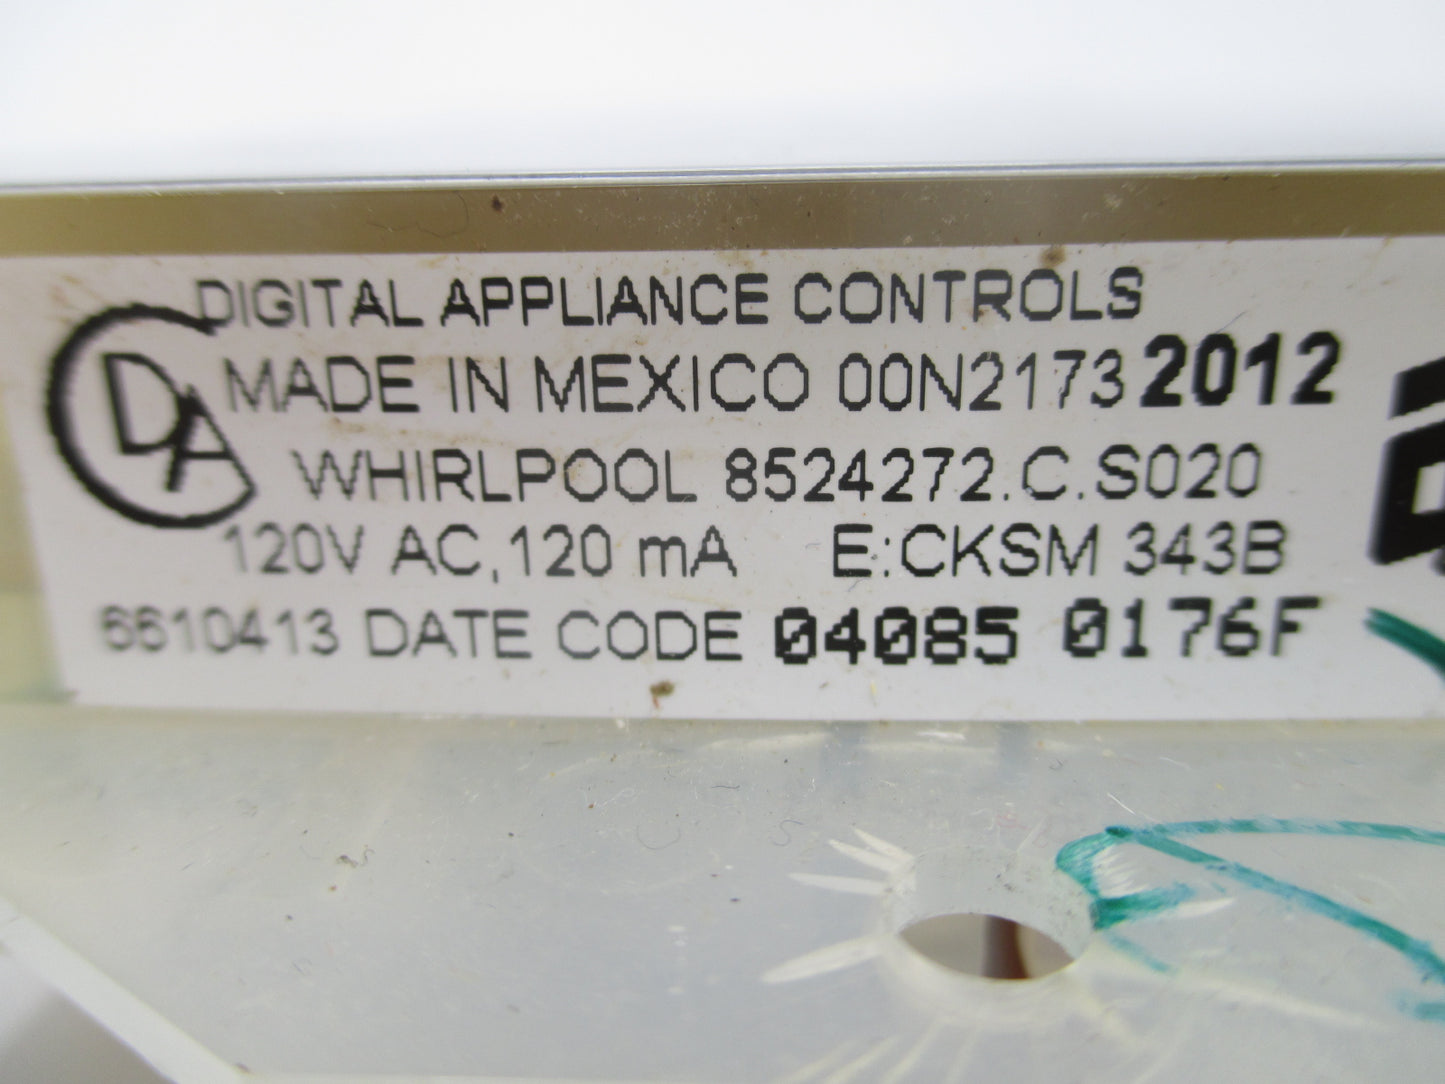 DIGITAL APPLIANCE CONTROLS
DCA
MADE IN MEXICO 00N2173 2012
WHIRLPOOL 8524272.C.S020
120V AC, 120 mA E:CKSM 343B
6610413 DATE CODE 04085 0176F